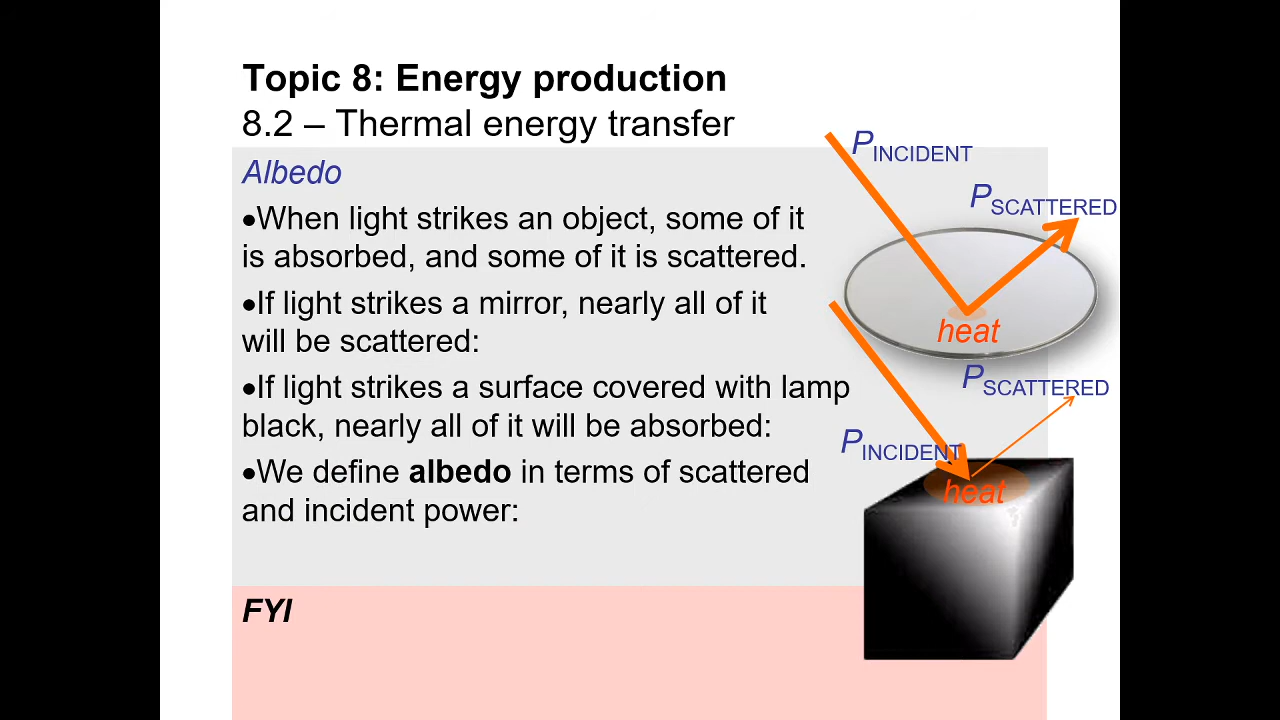 Topic 8: Energy production
8.2 – Thermal energy transfer
Albedo
•When light strikes an object, some of it
is absorbed, and some of it is scattered.
•If light strikes a mirror, nearly all of it
will be scattered:
•If light strikes a surface covered with lamp
black, nearly all of it will be absorbed:
•We define albedo in terms of scattered
and incident power:
FYI
PINCIDENT
PSCATTERED
heat
PSCATTERED
PINCIDENT
heat